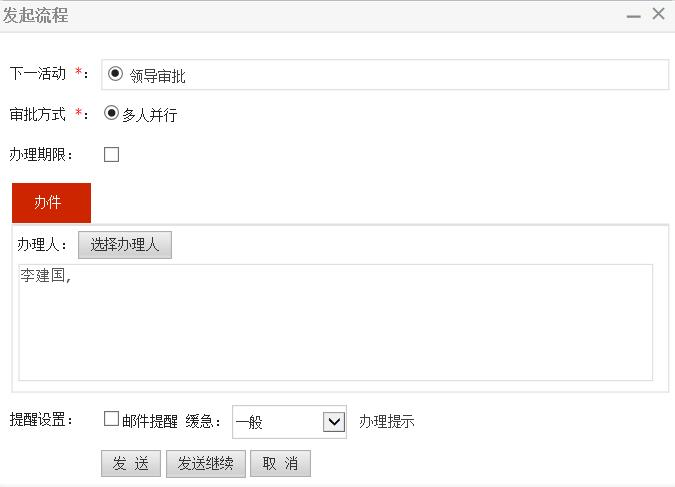 发起流程
下一活动 *： 领导审批
审批方式 *： 多人并行
办理期限：
办件
办理人： 选择办理人
李建国,
提醒设置： 邮件提醒 缓急： 一般 办理提示
发 送 发送继续 取 消